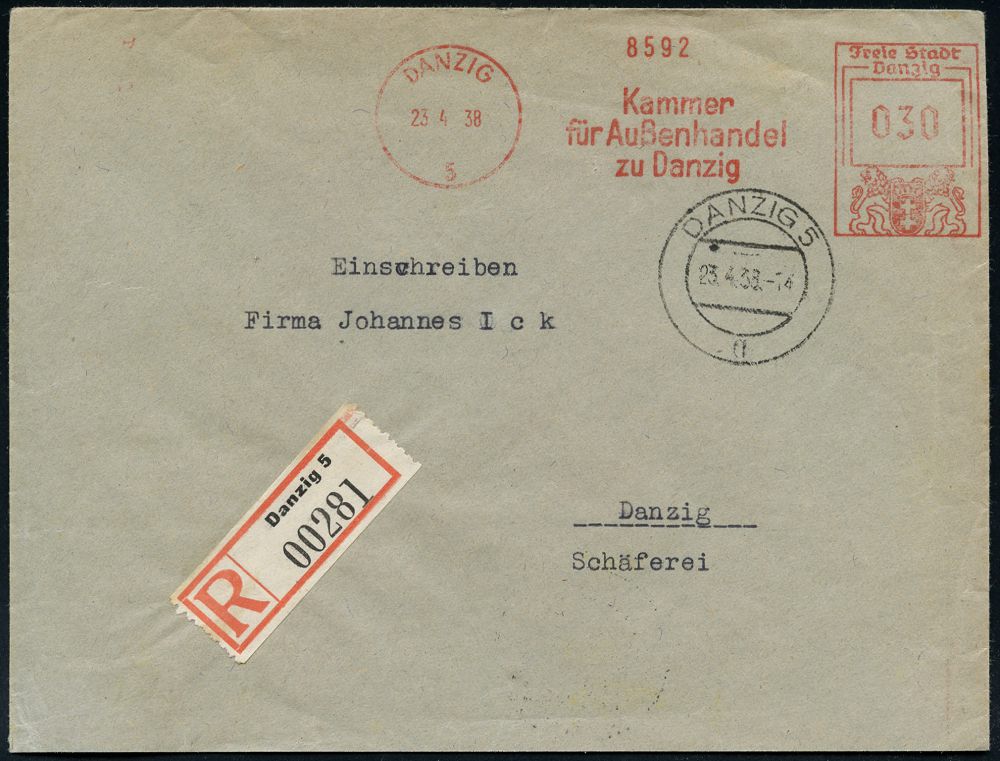 8592
DANZIG
23 4 38
5
Kammer
für Außenhandel
zu Danzig
Freie Stadt
Danzig
030
DANZIG 5
23.4.38.-14
a
Einschreiben
Firma Johannes I c k
Danzig 5
00281
R
Danzig
Schäferei